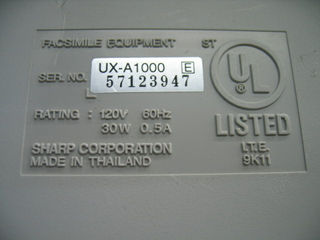 FACSIMILE EQUIPMENT ST
UX-A1000 E
SER. NO. 57123947
RATING : 120V 60Hz
30W 0.5A
SHARP CORPORATION
MADE IN THAILAND
UL
®
LISTED
I.T.E.
9K11